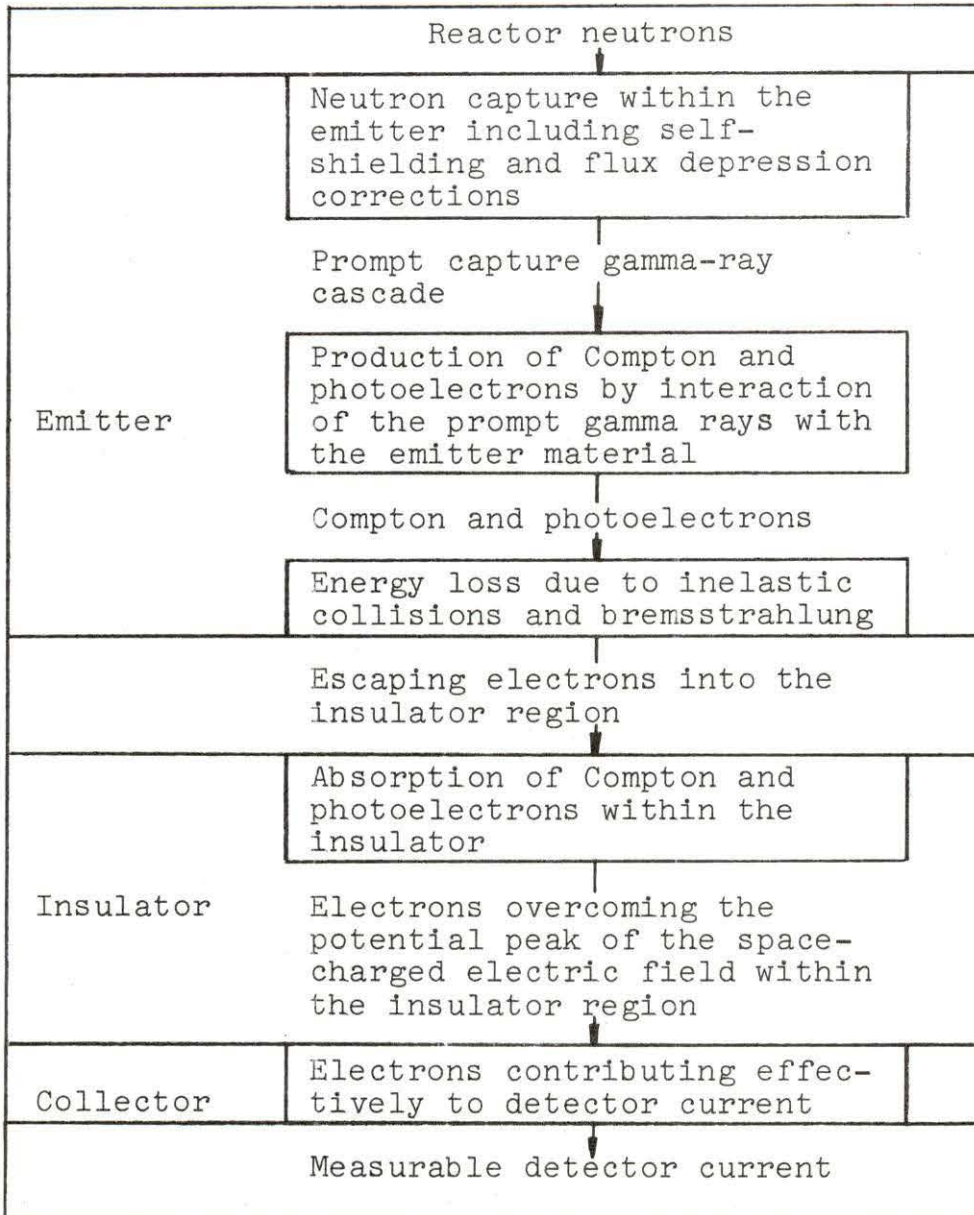 Reactor neutrons
Neutron capture within the
emitter including self-
shielding and flux depression
corrections
Prompt capture gamma-ray
cascade
Production of Compton and
photoelectrons by interaction
of the prompt gamma rays with
the emitter material
Emitter
Compton and photoelectrons
Energy loss due to inelastic
collisions and bremsstrahlung
Escaping electrons into the
insulator region
Absorption of Compton and
photoelectrons within the
insulator
Insulator
Electrons overcoming the
potential peak of the space-
charged electric field within
the insulator region
Collector
Electrons contributing effec-
tively to detector current
Measurable detector current